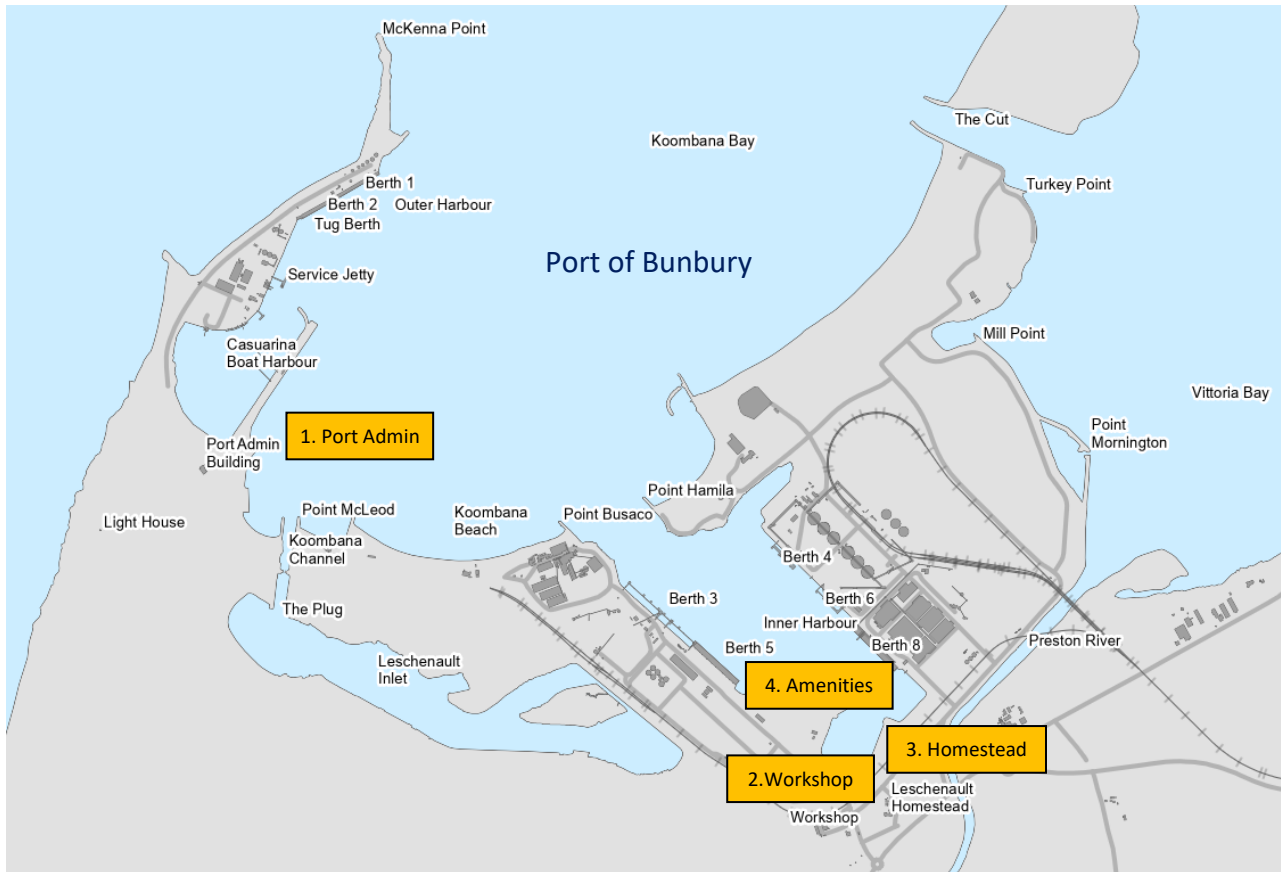 McKenna Point
The Cut
Koombana Bay
Berth 1
Turkey Point
Berth 2
Outer Harbour
Tug Berth
Port of Bunbury
Service Jetty
Mill Point
Casuarina
Boat Harbour
Vittoria Bay
Point
Mornington
1. Port Admin
Port Admin
Building
Point Hamila
Point McLeod
Koombana
Beach
Point Busaco
Light House
Koombana
Channel
Berth 4
Berth 3
Berth 6
The Plug
Inner Harbour
Berth 5
Berth 8
Preston River
Leschenault
Inlet
4. Amenities
3. Homestead
2.Workshop
Leschenault
Homestead
Workshop